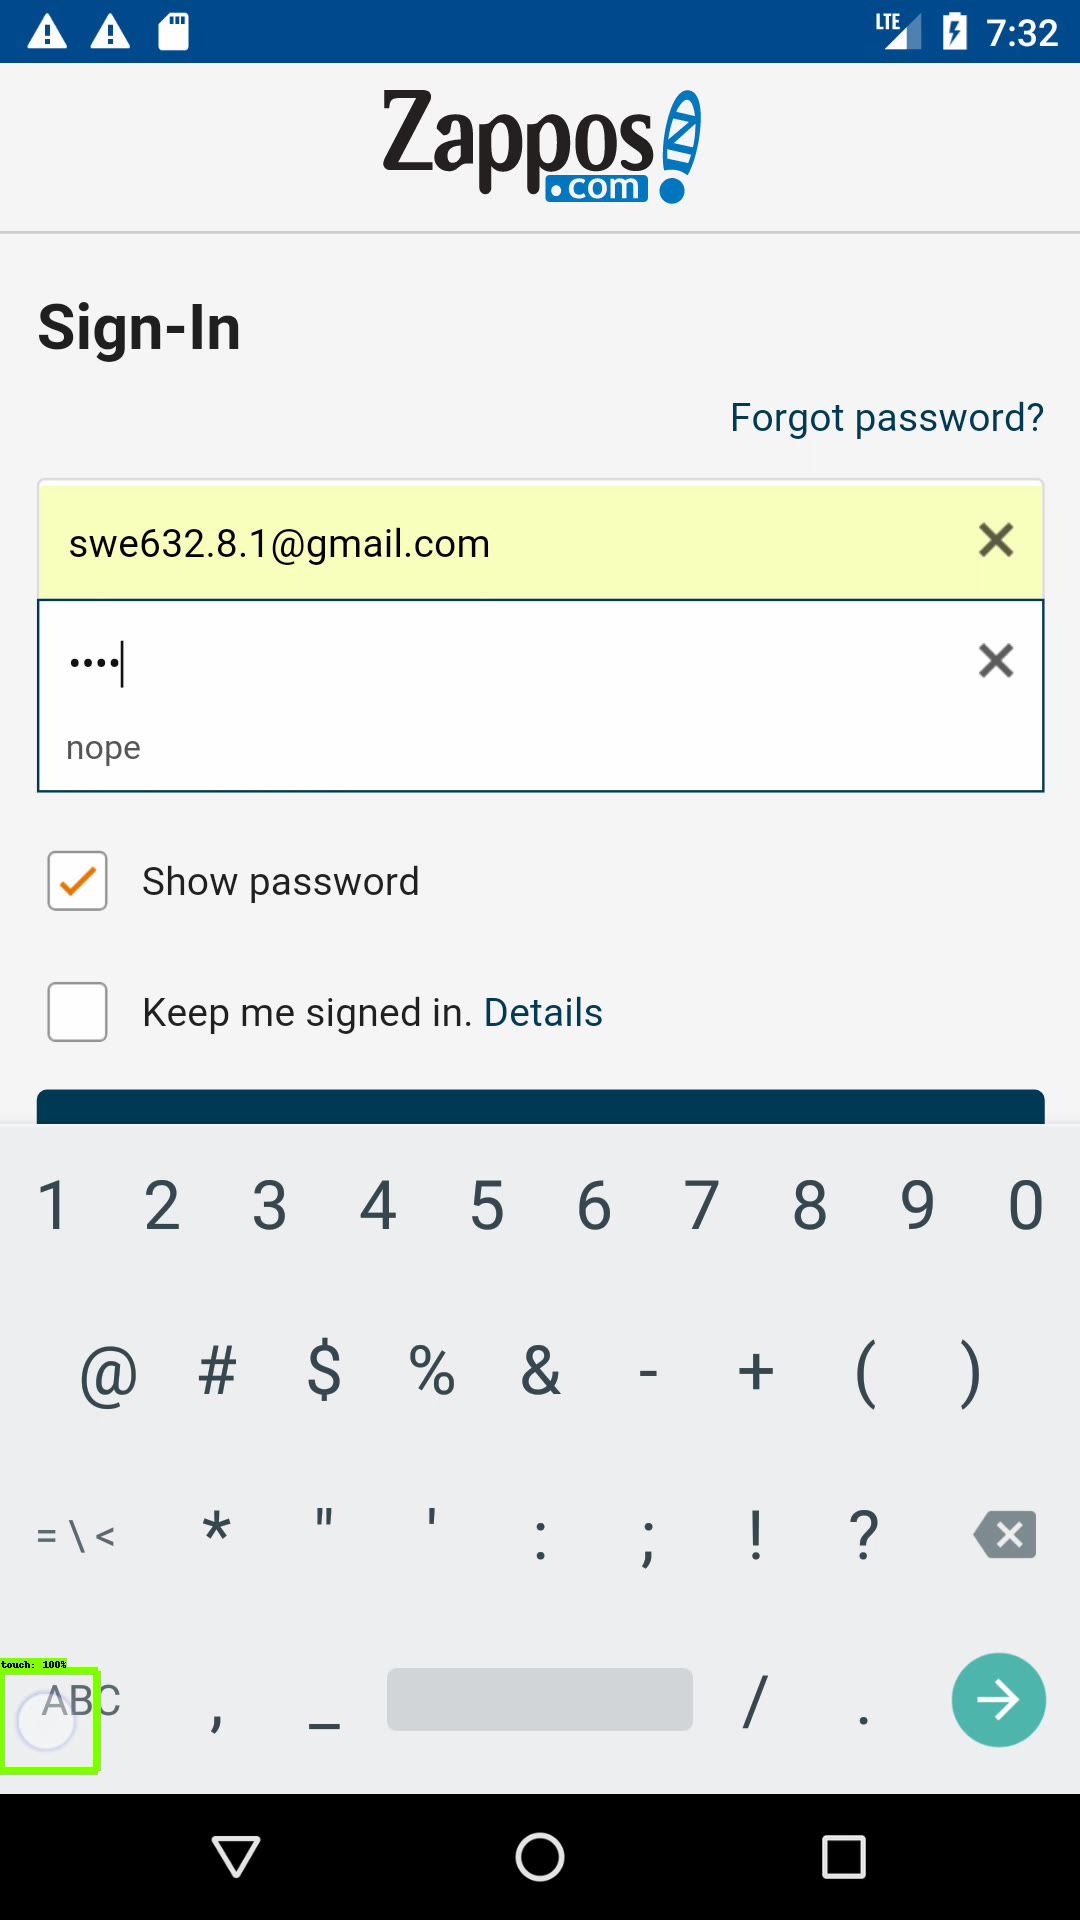 LTE 7:32
Zappos
.com
Sign-In
Forgot password?
swe632.8.1@gmail.com
••••
nope
Show password
Keep me signed in. Details
1 2 3 4 5 6 7 8 9 0
@ # $ % & - + ( )
= \ < * " ' : ; ! ?
touch: 100%
ABC , _ / .